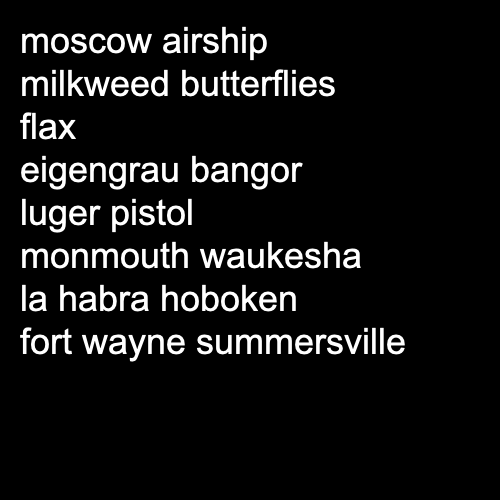 moscow airship
milkweed butterflies
flax
eigengrau bangor
luger pistol
monmouth waukesha
la habra hoboken
fort wayne summersville